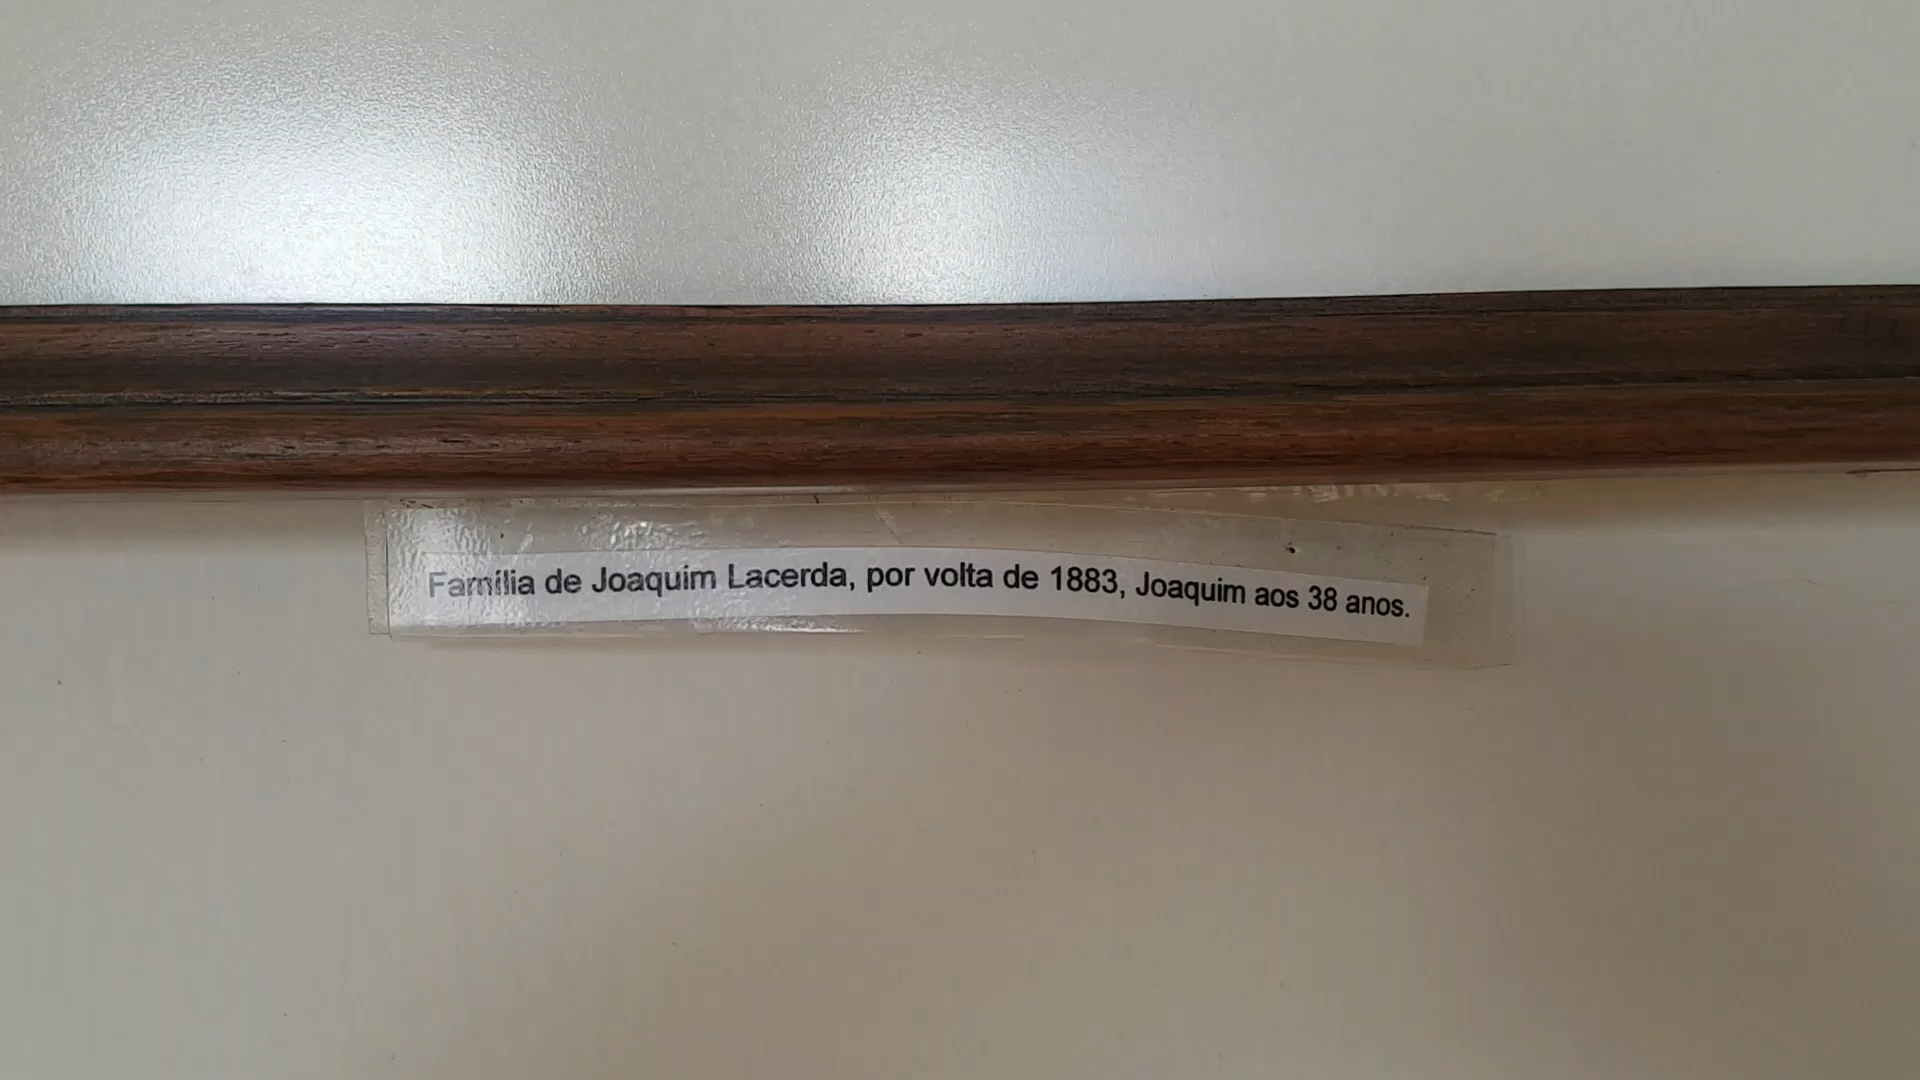 Família de Joaquim Lacerda, por volta de 1883, Joaquim aos 38 anos.